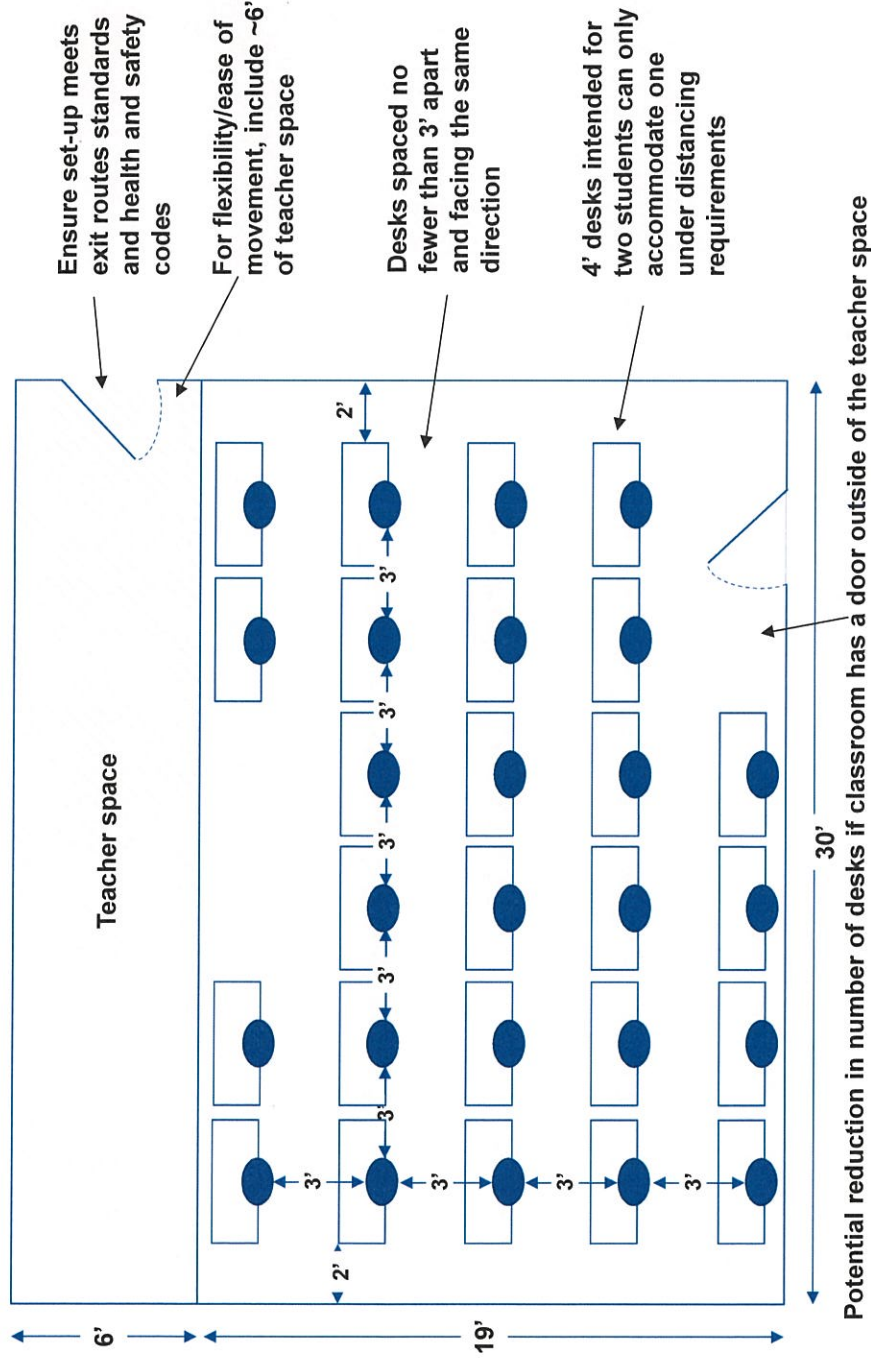 Ensure set-up meets
exit routes standards
and health and safety
codes
For flexibility/ease of
movement, include ~6'
of teacher space
Desks spaced no
fewer than 3' apart
and facing the same
direction
4' desks intended for
two students can only
accommodate one
under distancing
requirements
Teacher space
6'
19'
2'
3'
3'
3'
3'
3'
2'
3'
3'
3'
3'
30'
Potential reduction in number of desks if classroom has a door outside of the teacher space